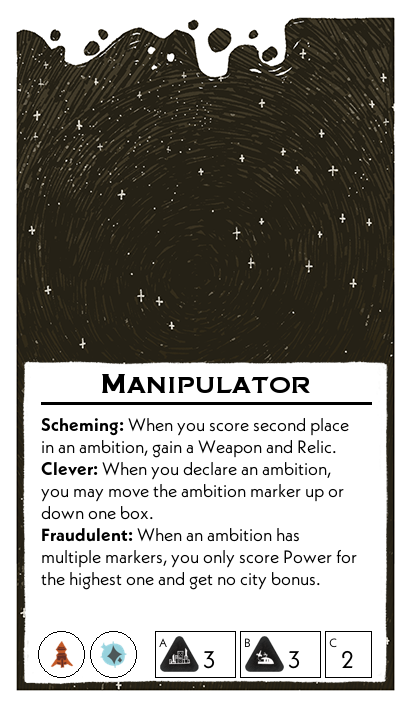 MANIPULATOR
Scheming: When you score second place
in an ambition, gain a Weapon and Relic.
Clever: When you declare an ambition,
you may move the ambition marker up or
down one box.
Fraudulent: When an ambition has
multiple markers, you only score Power for
the highest one and get no city bonus.
A 3 B 3 C 2